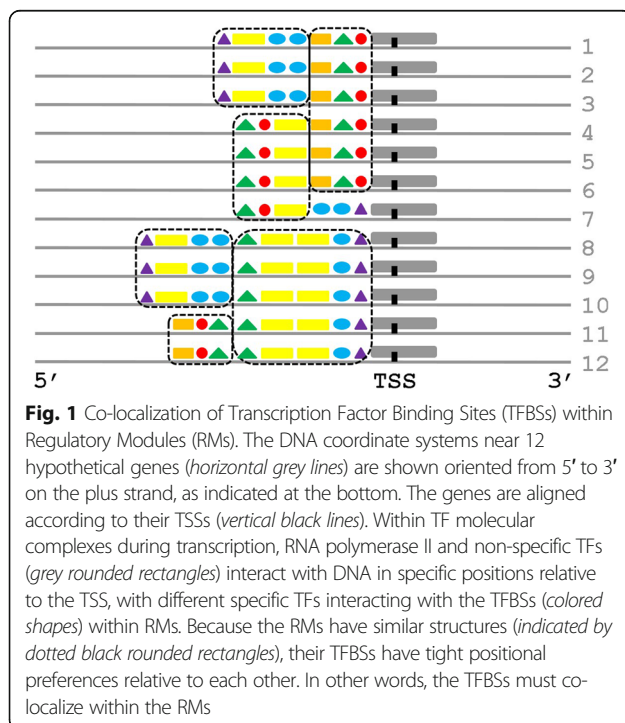 1
2
3
4
5
6
7
8
9
10
11
12
5′ TSS 3′
Fig. 1 Co-localization of Transcription Factor Binding Sites (TFBSs) within
Regulatory Modules (RMs). The DNA coordinate systems near 12
hypothetical genes (horizontal grey lines) are shown oriented from 5′ to 3′
on the plus strand, as indicated at the bottom. The genes are aligned
according to their TSSs (vertical black lines). Within TF molecular
complexes during transcription, RNA polymerase II and non-specific TFs
(grey rounded rectangles) interact with DNA in specific positions relative
to the TSS, with different specific TFs interacting with the TFBSs (colored
shapes) within RMs. Because the RMs have similar structures (indicated by
dotted black rounded rectangles), their TFBSs have tight positional
preferences relative to each other. In other words, the TFBSs must co-
localize within the RMs